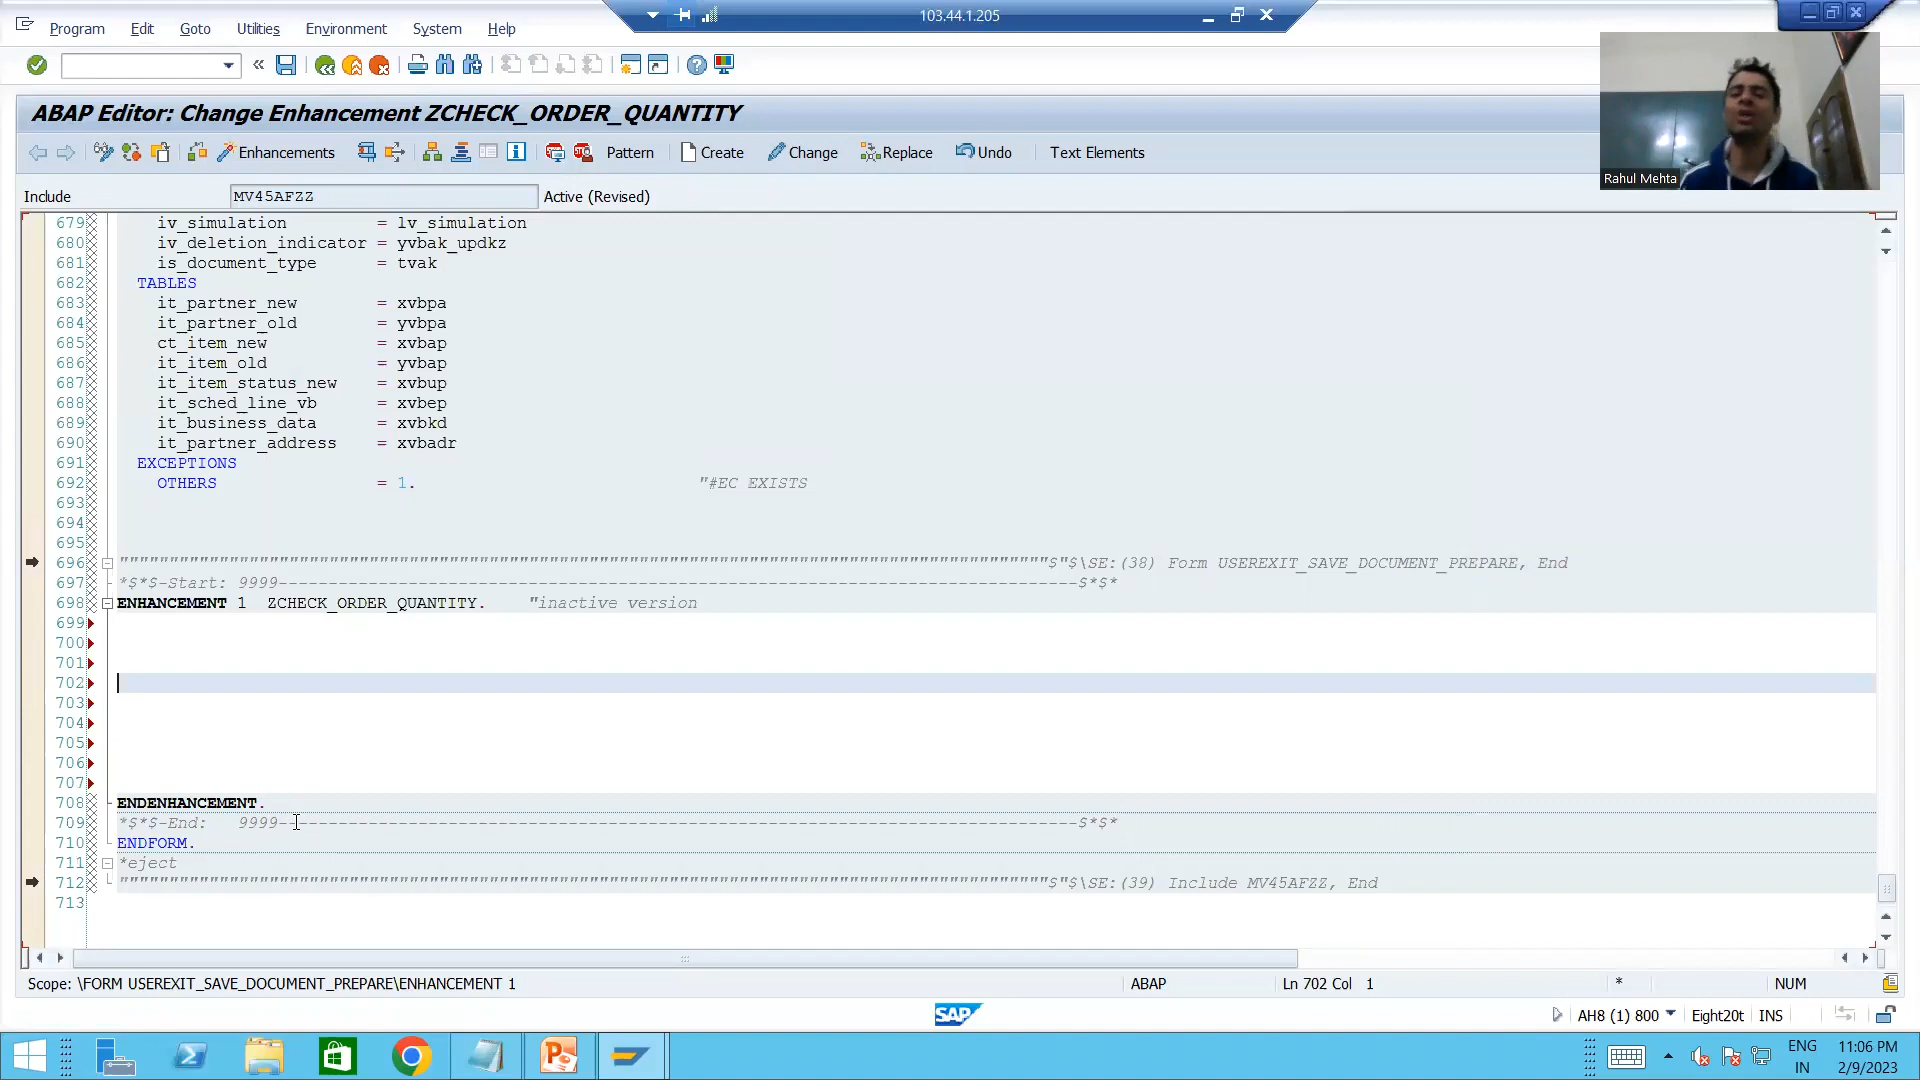 103.44.1.205
Program Edit Goto Utilities Environment System Help
ABAP Editor: Change Enhancement ZCHECK_ORDER_QUANTITY
Enhancements Pattern Create Change Replace Undo Text Elements
Rahul Mehta
Include MV45AFZZ Active (Revised)
679 iv_simulation = lv_simulation
680 iv_deletion_indicator = yvbak_updkz
681 is_document_type = tvak
682 TABLES
683 it_partner_new = xvbpa
684 it_partner_old = yvbpa
685 ct_item_new = xvbap
686 it_item_old = yvbap
687 it_item_status_new = xvbup
688 it_sched_line_vb = xvbep
689 it_business_data = xvbkd
690 it_partner_address = xvbadr
691 EXCEPTIONS
692 OTHERS = 1. "#EC EXISTS
693
694
695
696 """"""""""""""""""""""""""""""""""""""""""""""""""""""""""""""""""""""""""""""""""""""""""""$"$\SE:(38) Form USEREXIT_SAVE_DOCUMENT_PREPARE, End
697 *$*$-Start: 9999--------------------------------------------------------------------------------$*$*
698 ENHANCEMENT 1 ZCHECK_ORDER_QUANTITY. "inactive version
699
700
701
702
703
704
705
706
707
708 ENDENHANCEMENT.
709 *$*$-End: 9999--------------------------------------------------------------------------------$*$*
710 ENDFORM.
711 *eject
712 """"""""""""""""""""""""""""""""""""""""""""""""""""""""""""""""""""""""""""""""""""""""""""$"$\SE:(39) Include MV45AFZZ, End
713
Scope: \FORM USEREXIT_SAVE_DOCUMENT_PREPARE\ENHANCEMENT 1 ABAP Ln 702 Col 1 * NUM
SAP AH8 (1) 800 Eight20t INS
ENG 11:06 PM
IN 2/9/2023